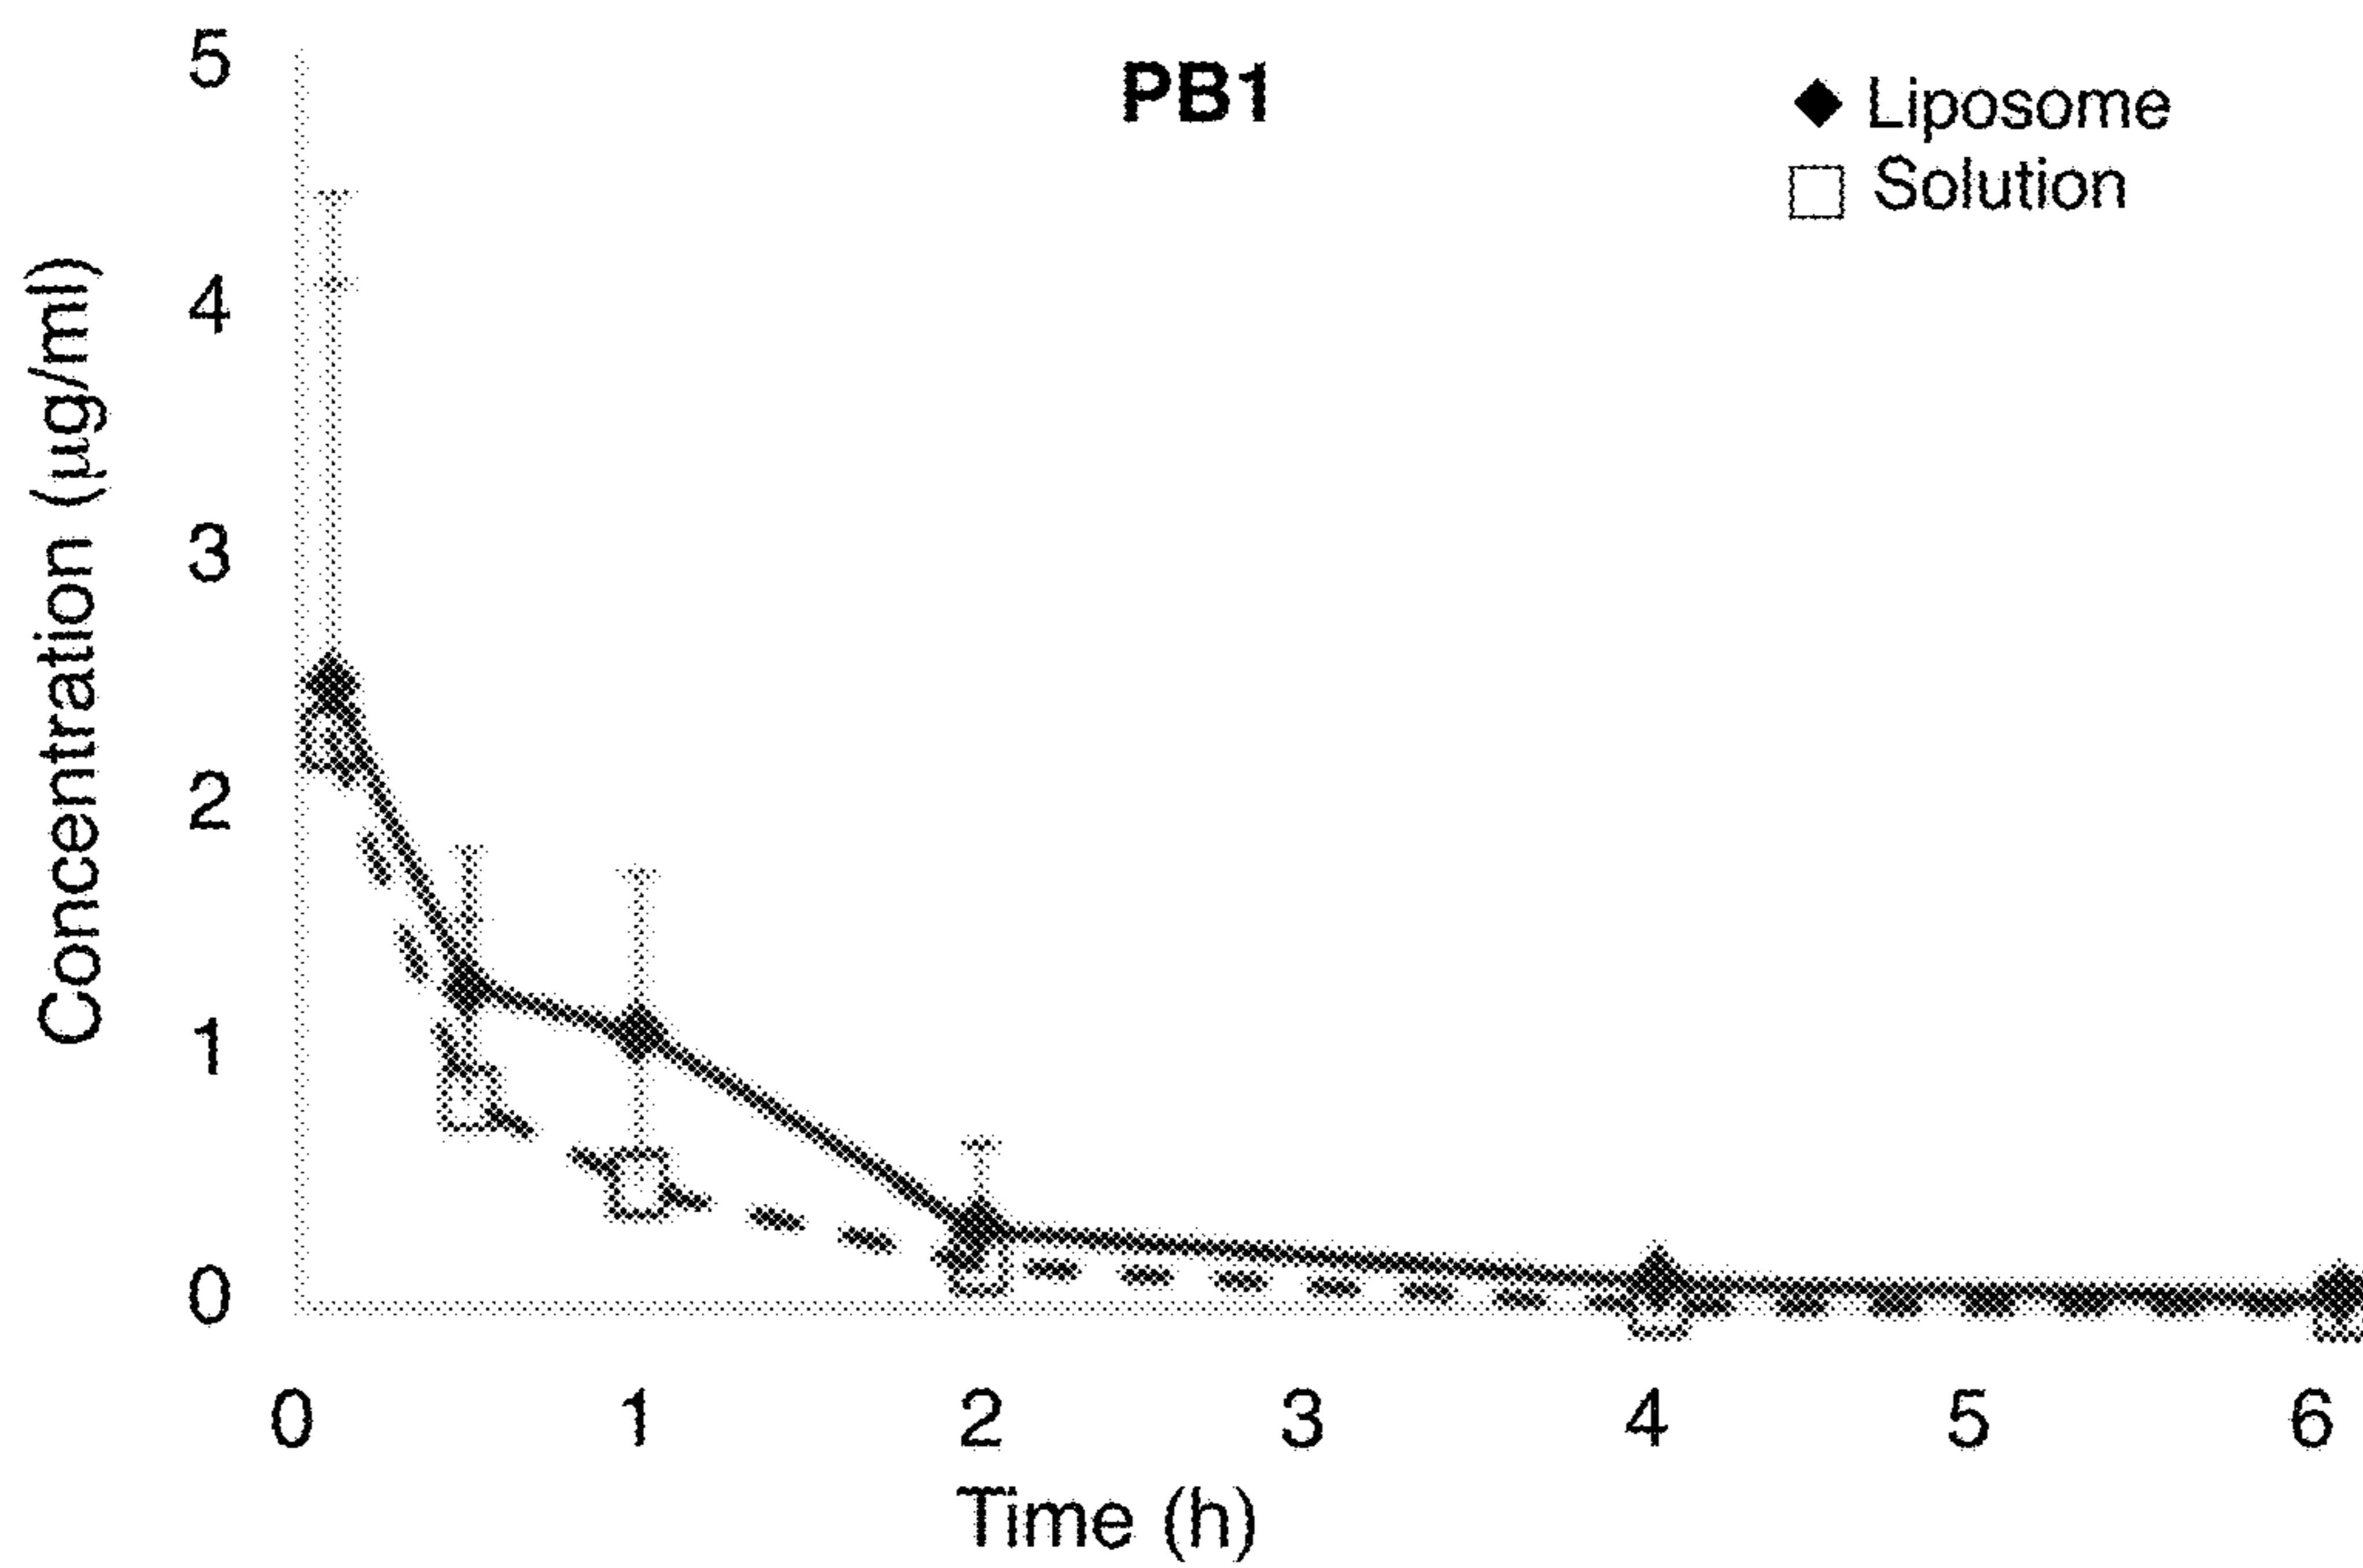 PB1
Liposome
Solution
Concentration (µg/ml)
5
4
3
2
1
0
0 1 2 3 4 5 6
Time (h)